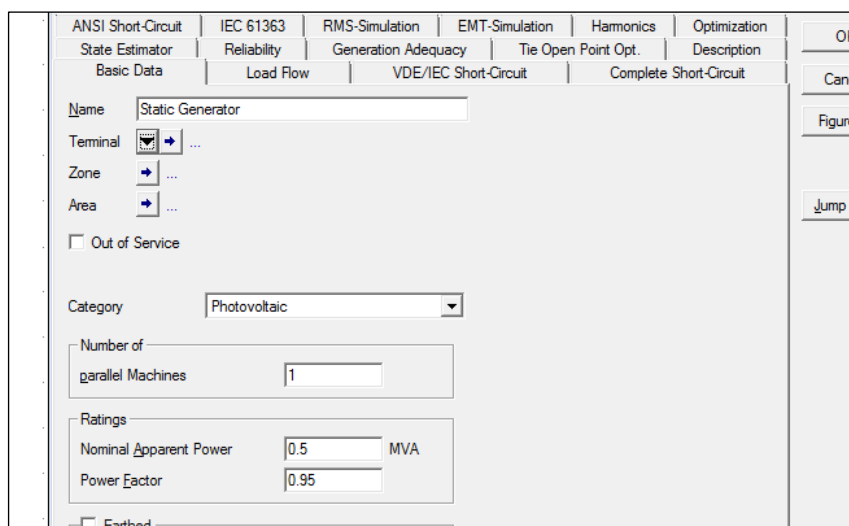 ANSI Short-Circuit IEC 61363 RMS-Simulation EMT-Simulation Harmonics Optimization
State Estimator Reliability Generation Adequacy Tie Open Point Opt. Description
Basic Data Load Flow VDE/IEC Short-Circuit Complete Short-Circuit
Name Static Generator
Terminal ...
Zone ...
Area ...
Out of Service
Category Photovoltaic
Number of
parallel Machines 1
Ratings
Nominal Apparent Power 0.5 MVA
Power Factor 0.95
Earthed
Can
Figure
Jump